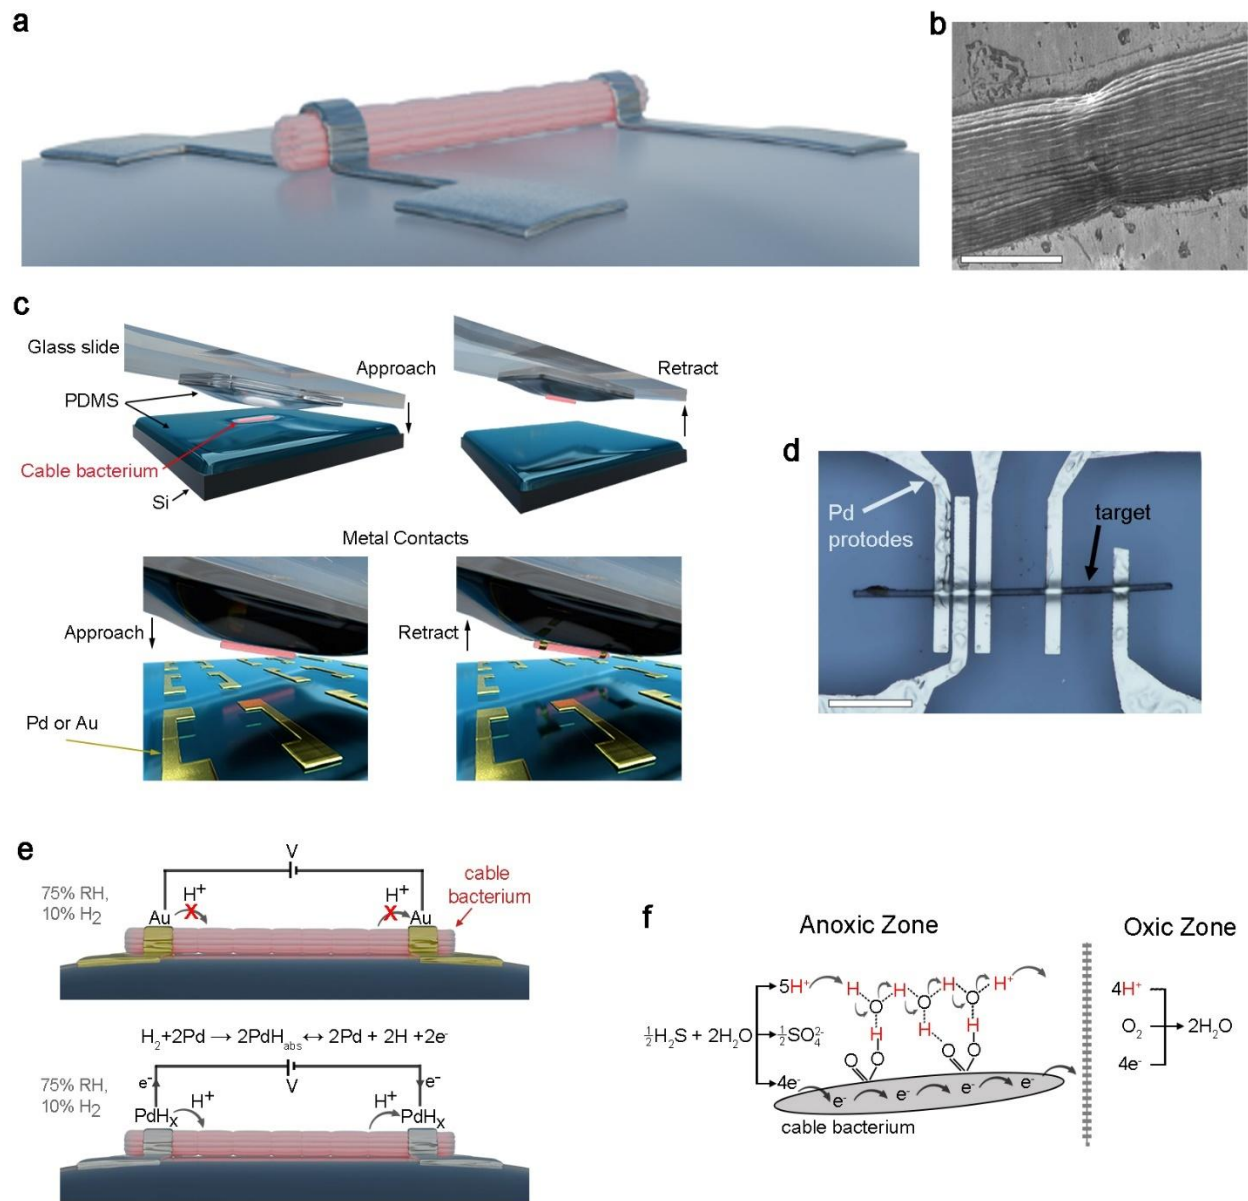 a
b
c
Glass slide
Approach
Retract
PDMS
Cable bacterium
Si
Metal Contacts
Approach
Retract
Pd or Au
d
Pd
protodes
target
e
75% RH,
10% H₂
V
cable
bacterium
H⁺
H⁺
Au
X
X
Au
H₂+2Pd → 2PdH_abs ↔ 2Pd + 2H +2e⁻
75% RH,
10% H₂
e⁻
V
e⁻
PdHₓ
H⁺
H⁺
PdHₓ
f
Anoxic Zone
Oxic Zone
½H₂S + 2H₂O
5H⁺
½SO₄²⁻
4e⁻
H H H H⁺
O O O
H H H
O O O O
e⁻ e⁻ e⁻ e⁻
cable bacterium
4H⁺
O₂
4e⁻
2H₂O